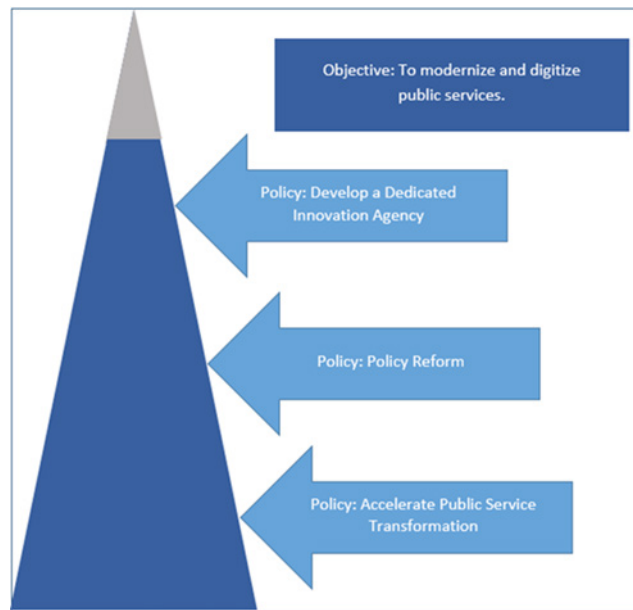 Objective: To modernize and digitize
public services.
Policy: Develop a Dedicated
Innovation Agency
Policy: Policy Reform
Policy: Accelerate Public Service
Transformation